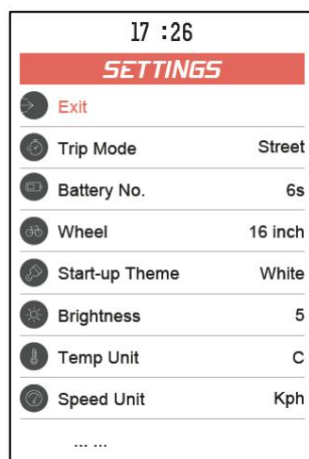 17 :26
SETTINGS
Exit
Trip Mode Street
Battery No. 6s
Wheel 16 inch
Start-up Theme White
Brightness 5
Temp Unit C
Speed Unit Kph
... ...